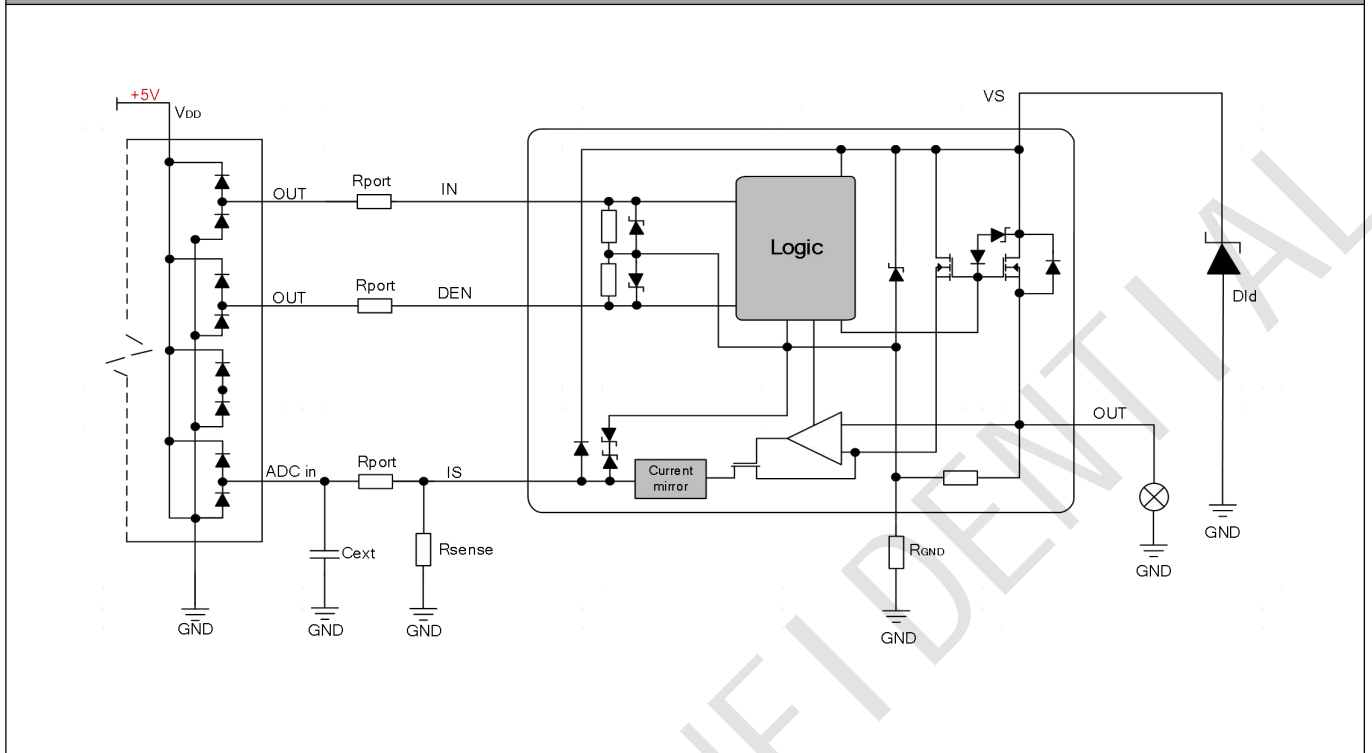 +5V
VDD
VS
OUT
Rport
IN
Logic
OUT
Rport
DEN
Dld
OUT
ADC in
Rport
IS
Current
mirror
GND
Cext
Rsense
RGND
GND
GND
GND
GND
GND
FIDENTIAL